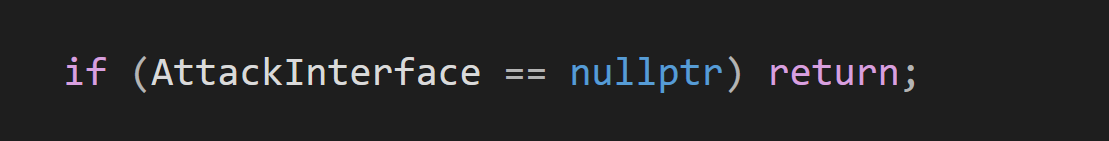 if (AttackInterface == nullptr) return;